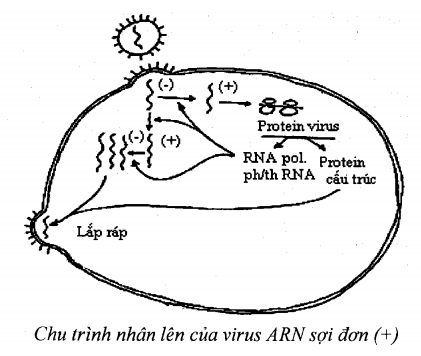 (-) (+)
Protein virus
(-) (+)
RNA pol.
ph/th RNA
Protein
cấu trúc
Lắp ráp
Chu trình nhân lên của virus ARN sợi đơn (+)